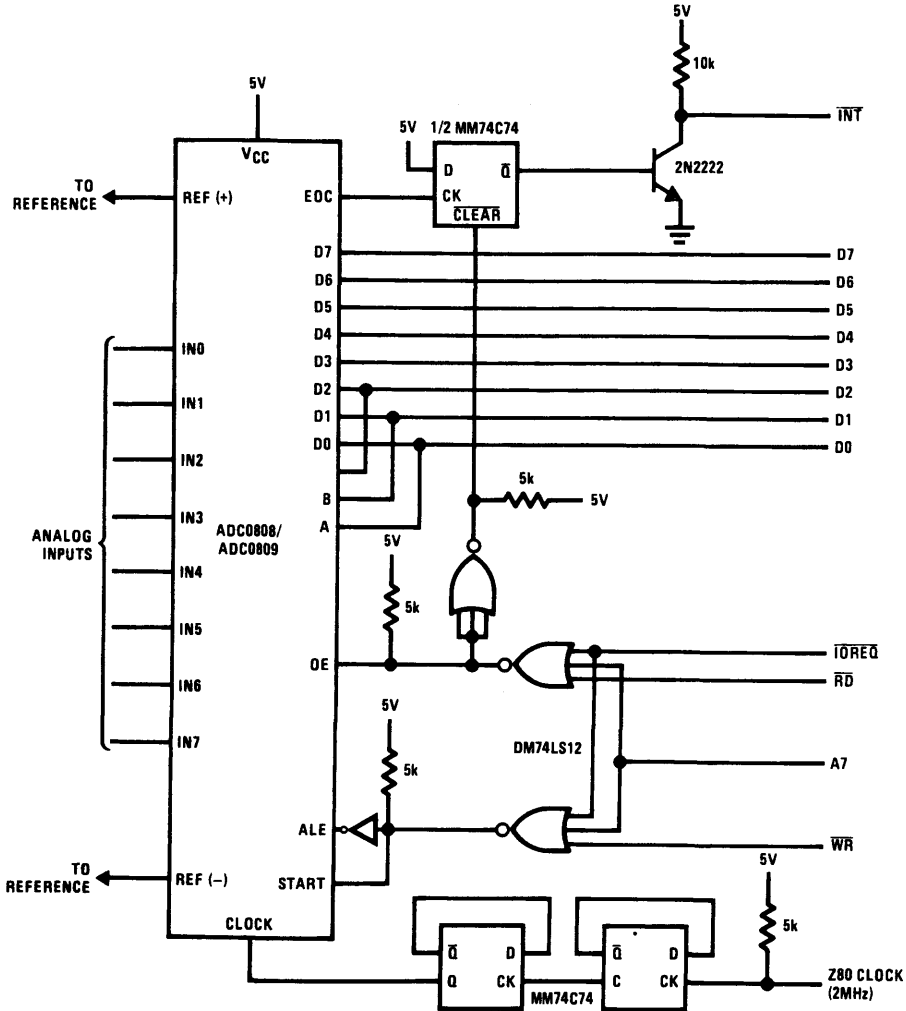 5V
10k
INT
5V
1/2 MM74C74
5V
VCC
D
Q
2N2222
TO
REFERENCE
REF (+)
EOC
CK
CLEAR
D7
D7
D6
D6
D5
D5
D4
D4
IN0
D3
D3
D2
D2
IN1
D1
D1
D0
D0
IN2
5k
5V
B
IN3
ANALOG
INPUTS
ADC0808/
ADC0809
A
5V
IN4
5k
IN5
OE
IOREQ
IN6
RD
5V
IN7
DM74LS12
5k
A7
ALE
WR
5V
TO
REFERENCE
REF (–)
START
CLOCK
5k
Q
D
Q
D
Q
CK
MM74C74
C
CK
Z80 CLOCK
(2MHz)